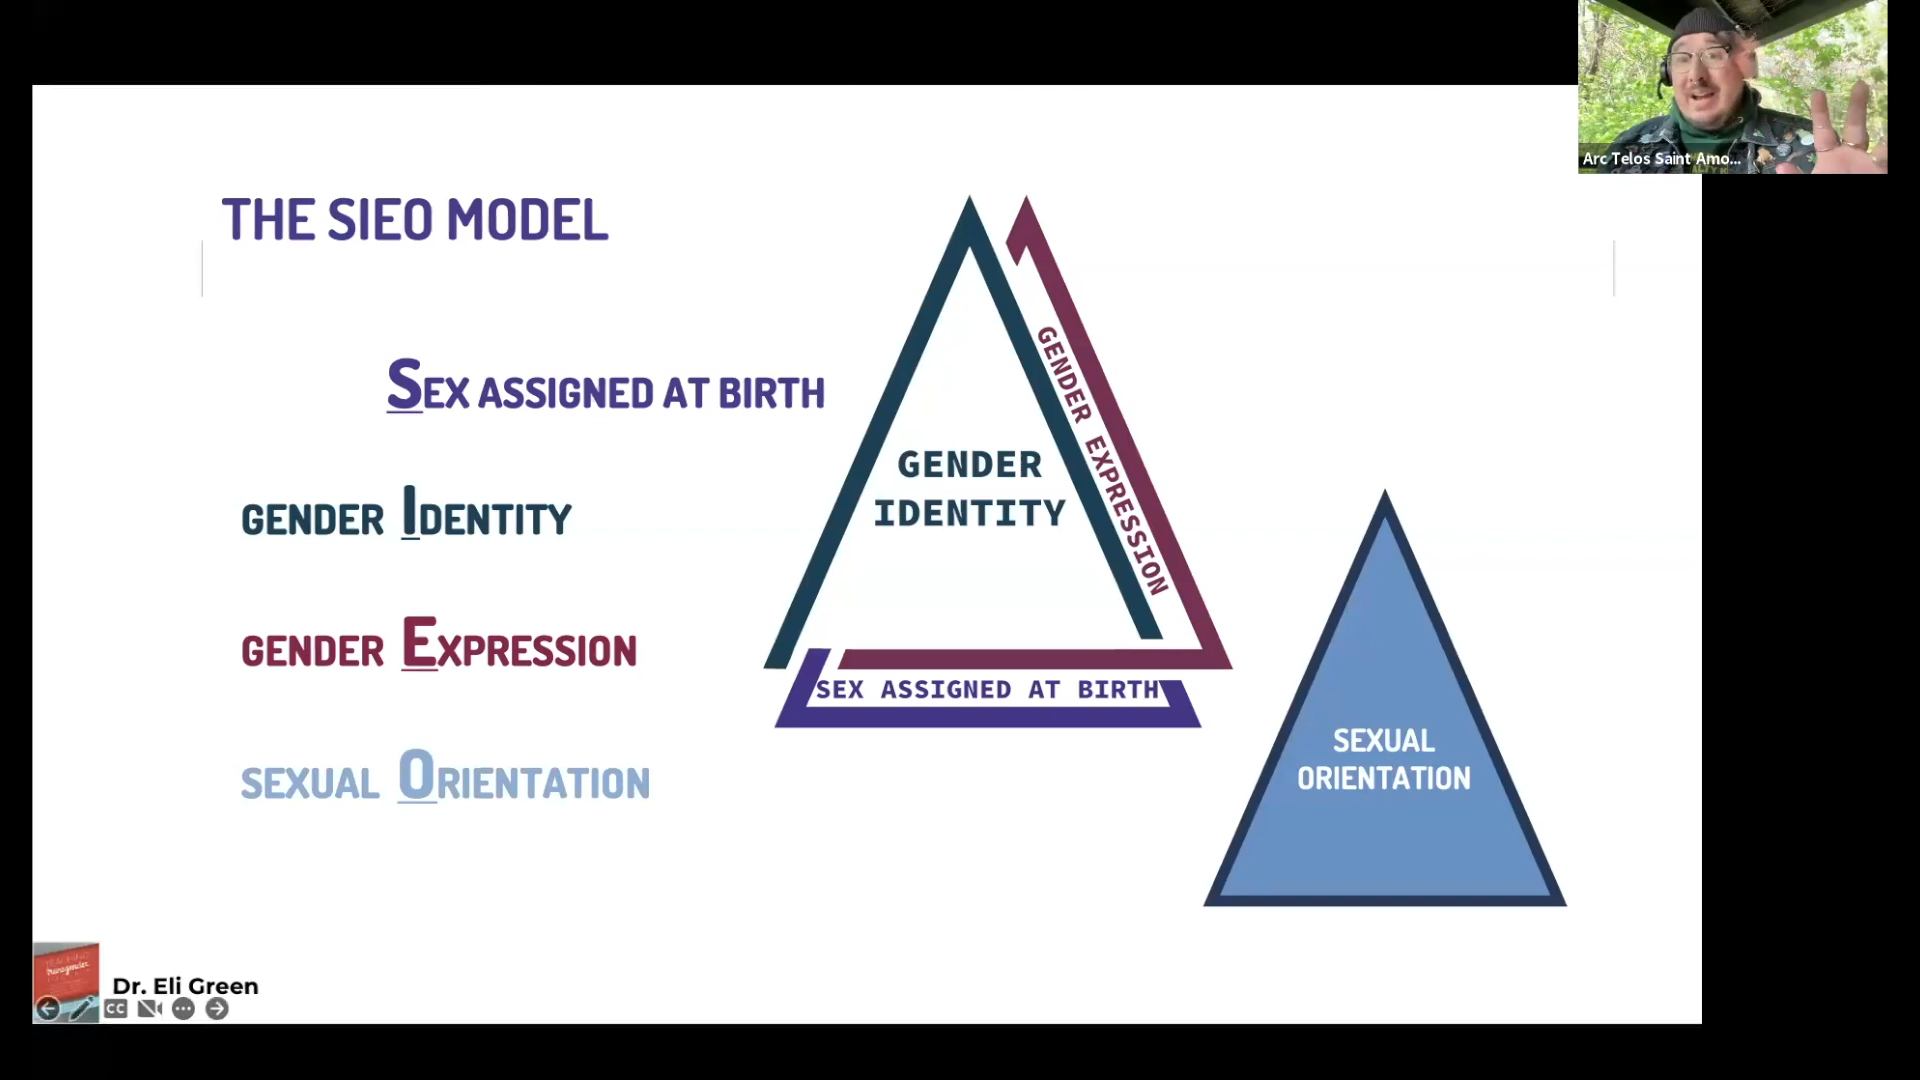 Arc Telos Saint Amo...
THE SIEO MODEL
SEX ASSIGNED AT BIRTH
GENDER IDENTITY
GENDER EXPRESSION
SEXUAL ORIENTATION
GENDER
IDENTITY
GENDER EXPRESSION
SEX ASSIGNED AT BIRTH
SEXUAL
ORIENTATION
transgender
Dr. Eli Green
CC